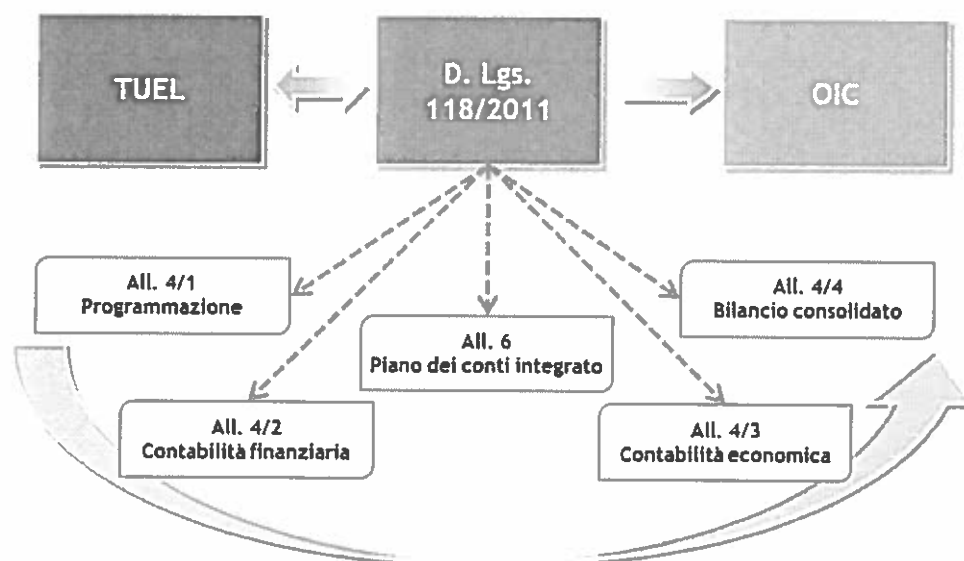 TUEL
D. Lgs.
118/2011
OIC
All. 4/1
Programmazione
All. 4/4
Bilancio consolidato
All. 6
Piano dei conti integrato
All. 4/2
Contabilità finanziaria
All. 4/3
Contabilità economica